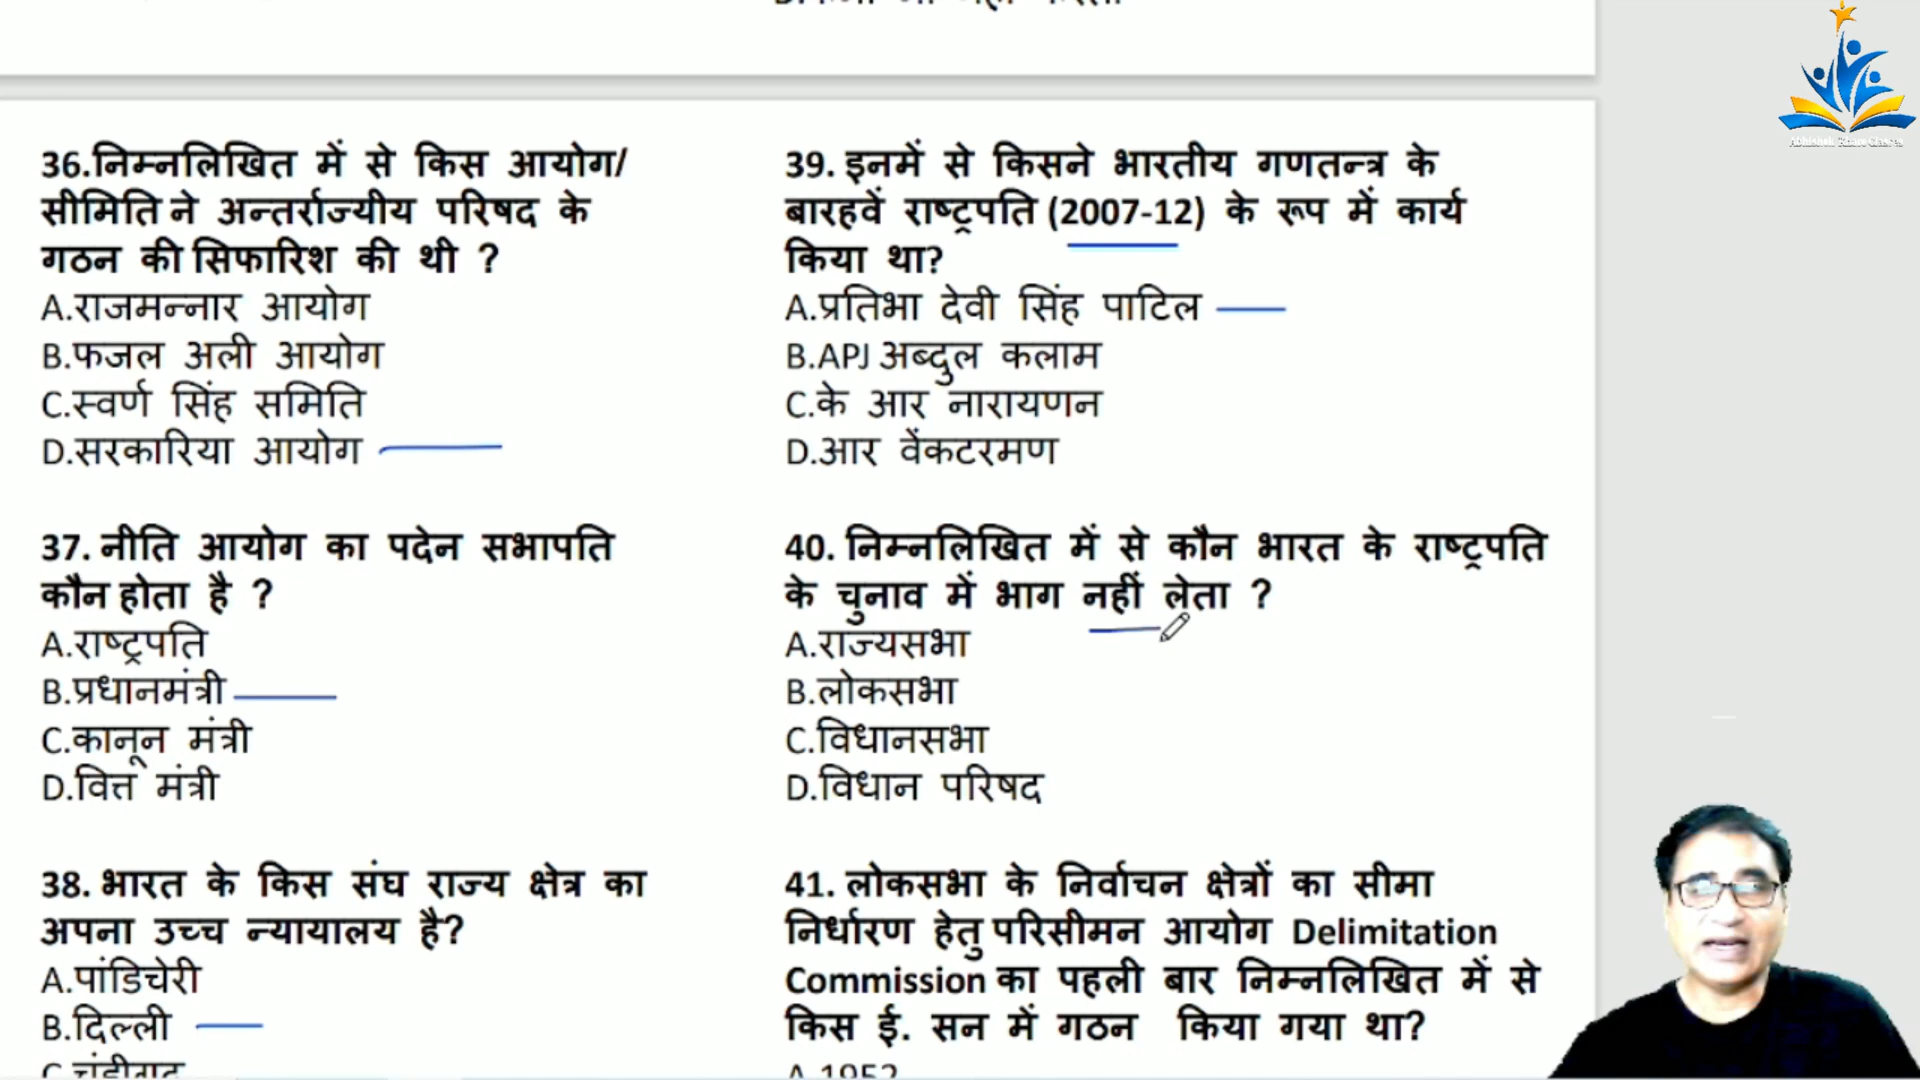 36.निम्नलिखित में से किस आयोग/
सीमिति ने अन्तर्राज्यीय परिषद के
गठन की सिफारिश की थी ?
A.राजमन्नार आयोग
B.फजल अली आयोग
C.स्वर्ण सिंह समिति
D.सरकारिया आयोग
37. नीति आयोग का पदेन सभापति
कौन होता है ?
A.राष्ट्रपति
B.प्रधानमंत्री
C.कानून मंत्री
D.वित्त मंत्री
38. भारत के किस संघ राज्य क्षेत्र का
अपना उच्च न्यायालय है?
A.पांडिचेरी
B.दिल्ली
C.चंडीगढ़
39. इनमें से किसने भारतीय गणतन्त्र के
बारहवें राष्ट्रपति (2007-12) के रूप में कार्य
किया था?
A.प्रतिभा देवी सिंह पाटिल
B.APJ अब्दुल कलाम
C.के आर नारायणन
D.आर वेंकटरमण
40. निम्नलिखित में से कौन भारत के राष्ट्रपति
के चुनाव में भाग नहीं लेता ?
A.राज्यसभा
B.लोकसभा
C.विधानसभा
D.विधान परिषद
41. लोकसभा के निर्वाचन क्षेत्रों का सीमा
निर्धारण हेतु परिसीमन आयोग Delimitation
Commission का पहली बार निम्नलिखित में से
किस ई. सन में गठन किया गया था?
A.1952